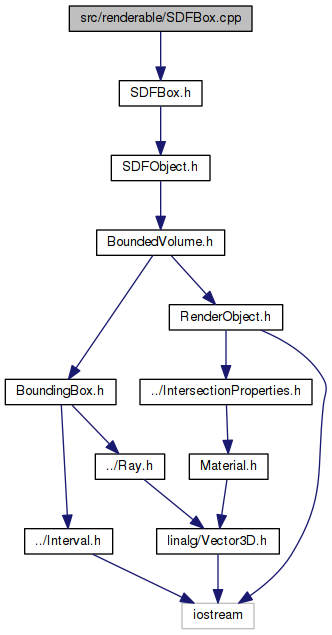 src/renderable/SDFBox.cpp
SDFBox.h
SDFObject.h
BoundedVolume.h
RenderObject.h
BoundingBox.h
../IntersectionProperties.h
../Ray.h
Material.h
../Interval.h
linalg/Vector3D.h
iostream